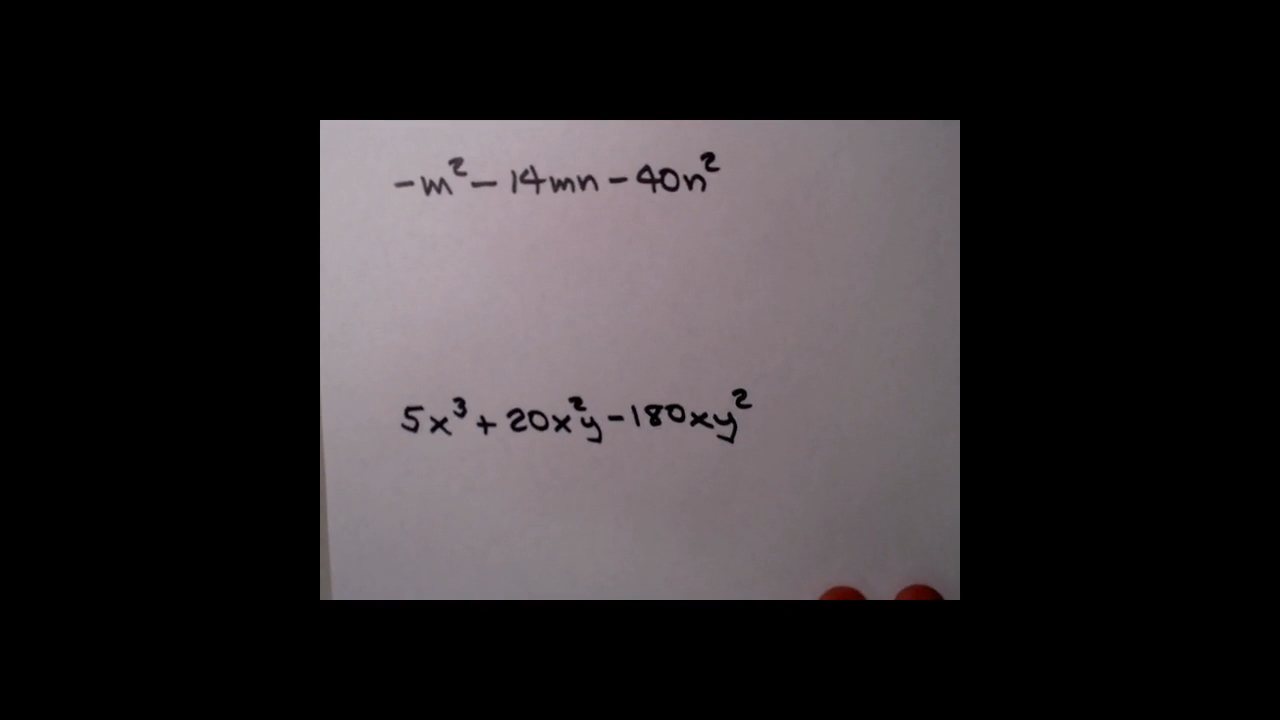 -m² - 14mn - 40n²
5x³ + 20x²y - 180xy²